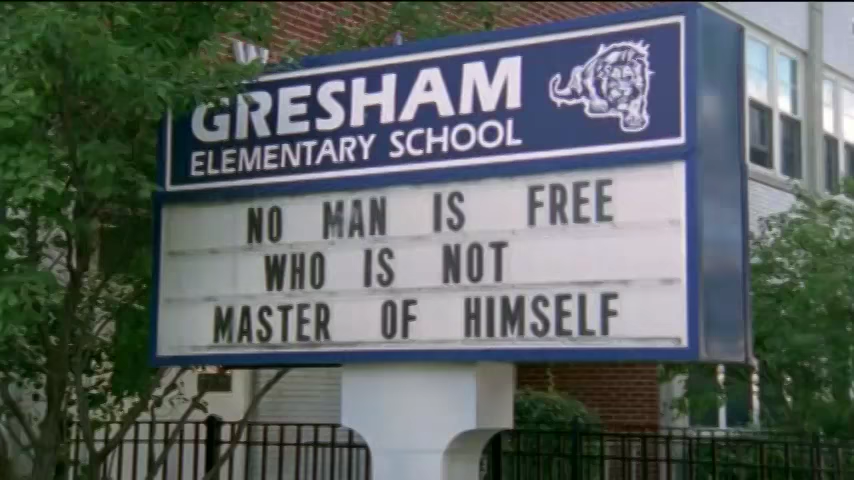 GRESHAM
ELEMENTARY SCHOOL
NO MAN IS FREE
WHO IS NOT
MASTER OF HIMSELF